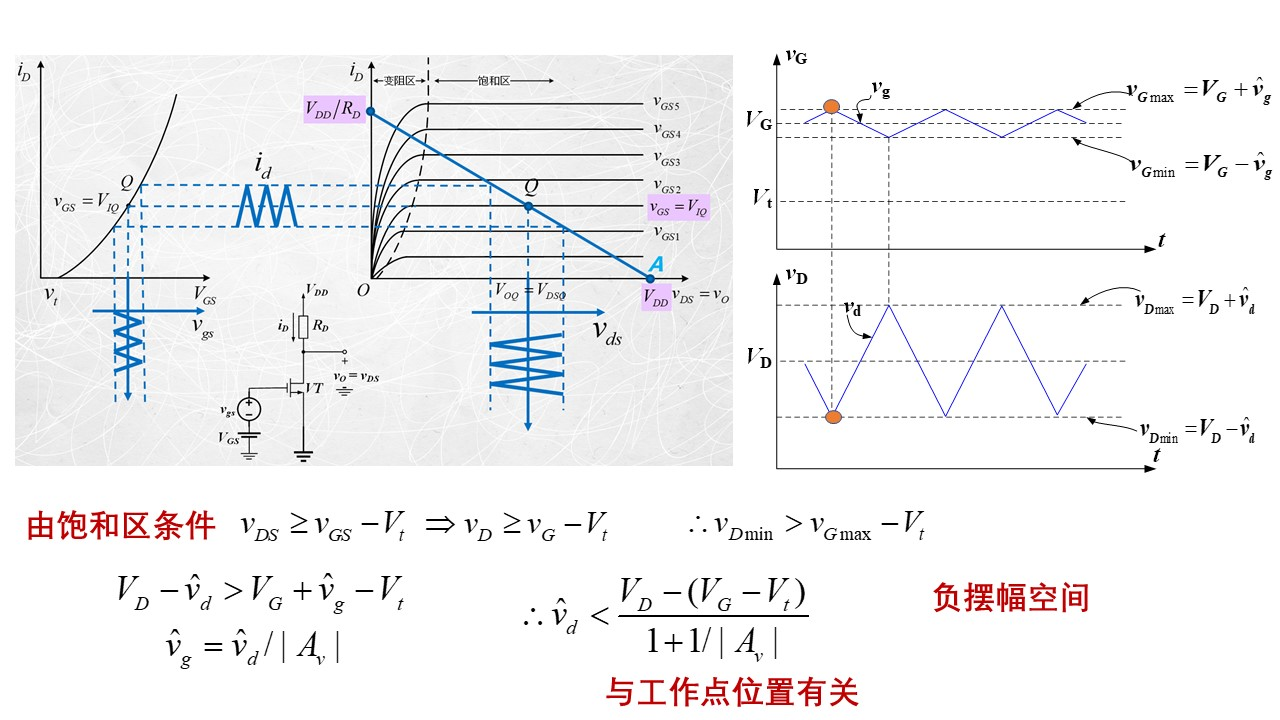 i_D
Q
v_GS = V_IQ
v_t
V_GS
v_gs
i_d
i_D
变阻区
饱和区
V_DD/R_D
v_GS5
v_GS4
v_GS3
v_GS2
Q
v_GS = V_IQ
v_GS1
A
O
V_OQ = V_DSQ
V_DD
v_DS = v_O
v_ds
V_DD
i_D
R_D
+
v_O = v_DS
VT
v_gs
+
−
V_GS
v_G
v_g
v_Gmax = V_G + v̂_g
V_G
v_Gmin = V_G − v̂_g
V_t
t
v_D
v_d
v_Dmax = V_D + v̂_d
V_D
v_Dmin = V_D − v̂_d
t
由饱和区条件 v_DS ≥ v_GS − V_t ⇒ v_D ≥ v_G − V_t ∴ v_Dmin > v_Gmax − V_t
V_D − v̂_d > V_G + v̂_g − V_t
v̂_g = v̂_d / | A_v |
∴ v̂_d < V_D − (V_G − V_t) / 1+1/ | A_v |
负摆幅空间
与工作点位置有关